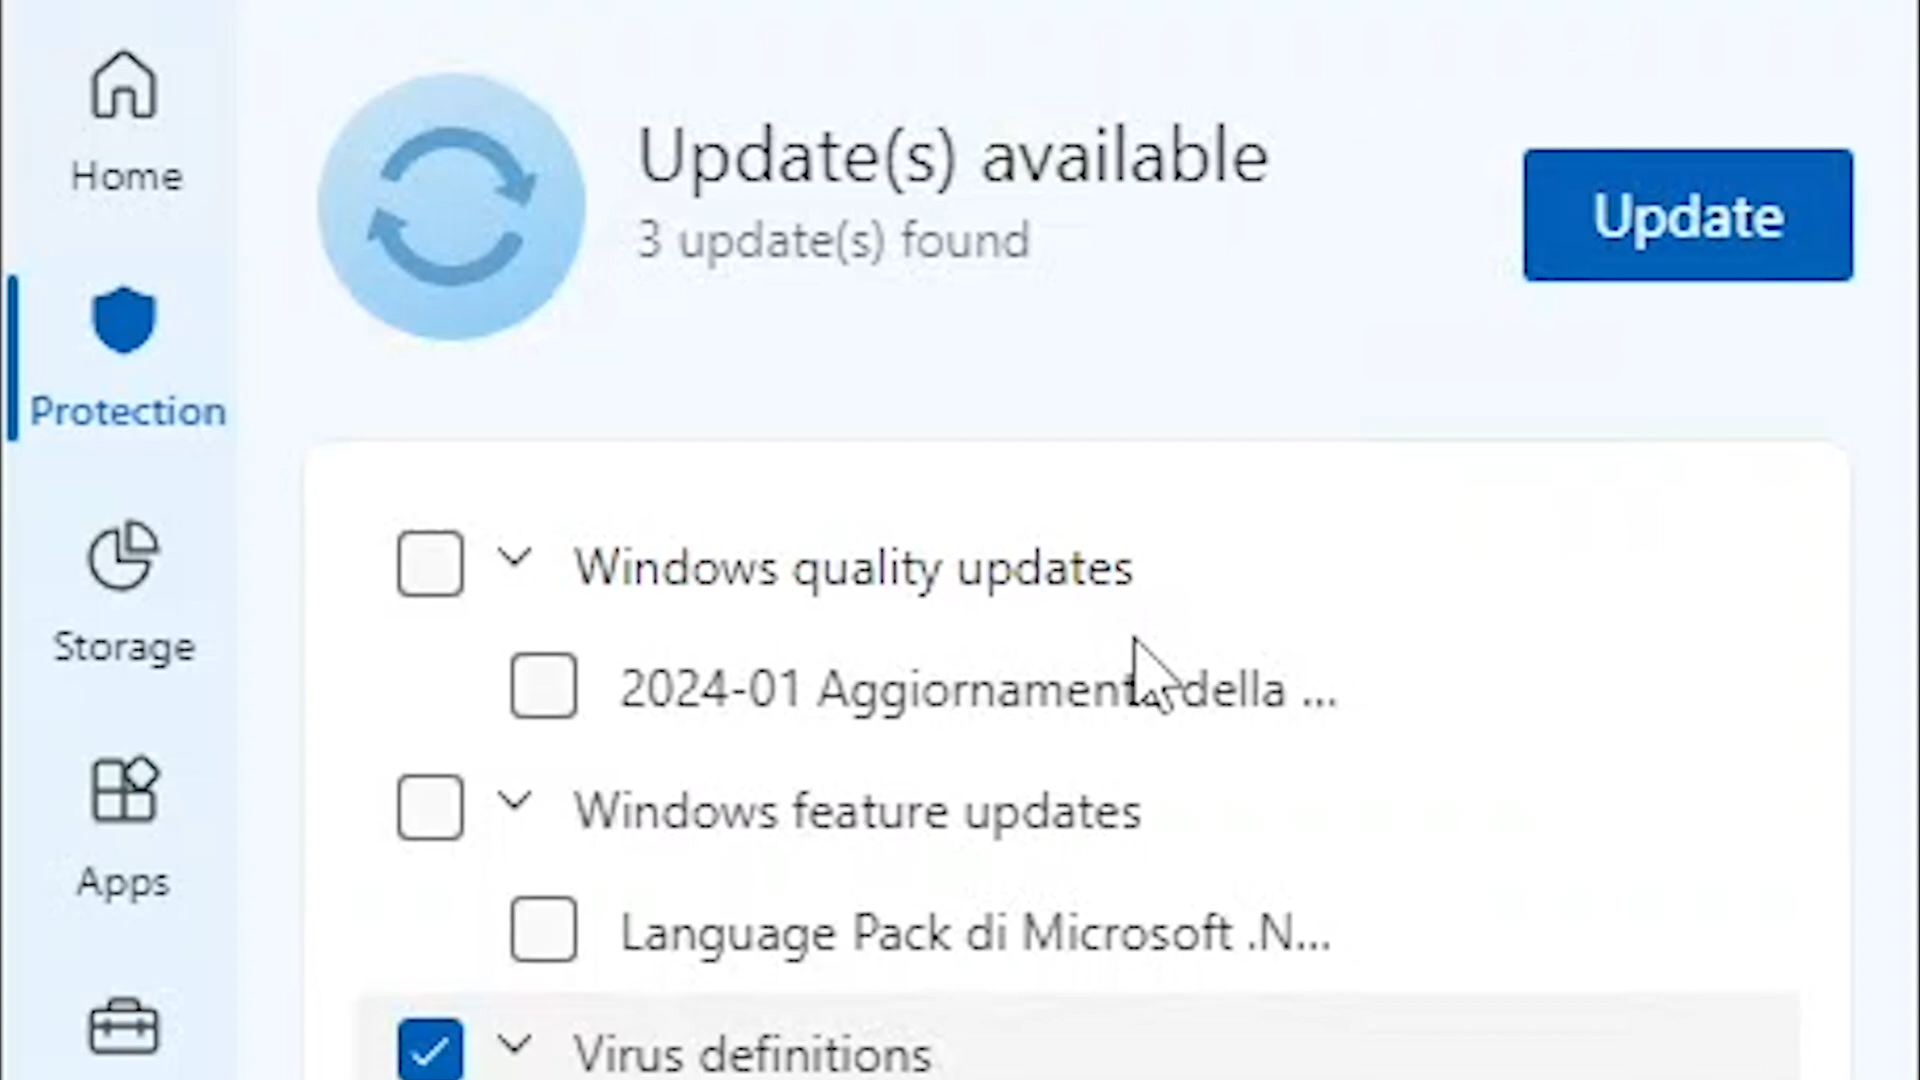 Home
Protection
Storage
Apps
Update(s) available
3 update(s) found
Update
Windows quality updates
2024-01 della ...
Windows feature updates
Language Pack di Microsoft .N...
Virus definitions